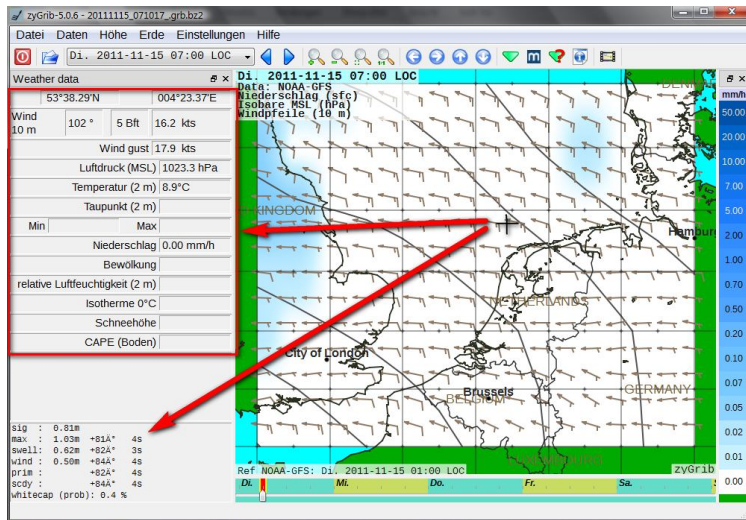 zyGrib-5.0.6 - 20111115_071017_.grb.bz2
Datei Daten Höhe Erde Einstellungen Hilfe
Di. 2011-11-15 07:00 LOC
Weather data
53°38.29'N 004°23.37'E
Wind 10 m 102 ° 5 Bft 16.2 kts
Wind gust 17.9 kts
Luftdruck (MSL) 1023.3 hPa
Temperatur (2 m) 8.9°C
Taupunkt (2 m)
Min Max
Niederschlag 0.00 mm/h
Bewölkung
relative Luftfeuchtigkeit (2 m)
Isotherme 0°C
Schneehöhe
CAPE (Boden)
sig : 0.81m
max : 1.03m +81Â° 4s
swell: 0.62m +82Â° 3s
wind : 0.50m +84Â° 4s
prim : +82Â° 4s
scdy : +84Â° 4s
whitecap (prob): 0.4 %
Di. 2011-11-15 07:00 LOC
Data: NOAA-GFS
Niederschlag (sfc)
Isobare MSL (hPa)
Windpfeile (10 m)
KINGDOM
Hambur
NETHERLANDS
City of London
Brussels
BELGIUM
GERMANY
Ref NOAA-GFS: Di. 2011-11-15 01:00 LOC
zyGrib
Di. Mi. Do. Fr. Sa.
mm/h
50.00
20.00
10.00
7.00
5.00
2.00
1.00
0.70
0.50
0.20
0.10
0.07
0.05
0.02
0.01
0.00